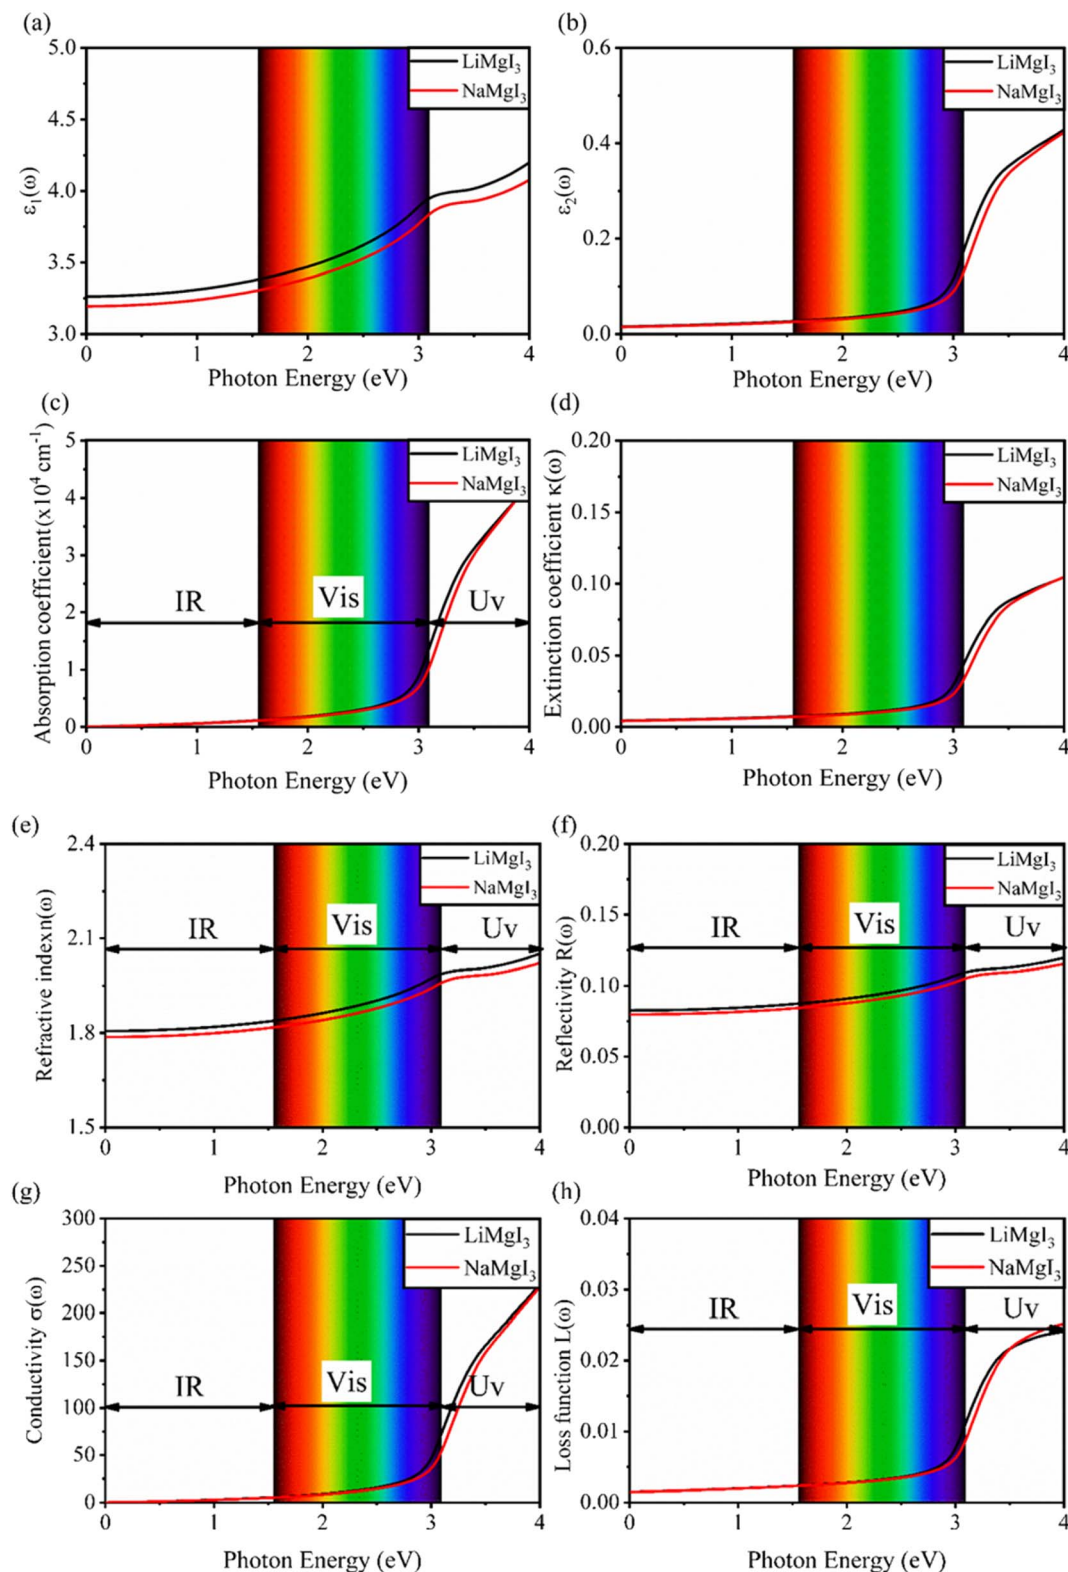 (a)
5.0
4.5
4.0
3.5
3.0
ε₁(ω)
LiMgI₃
NaMgI₃
0 1 2 3 4
Photon Energy (eV)
(b)
0.6
0.4
0.2
0.0
ε₂(ω)
LiMgI₃
NaMgI₃
0 1 2 3 4
Photon Energy (eV)
(c)
5
4
3
2
1
0
Absorption coefficient(x10⁴ cm⁻¹)
LiMgI₃
NaMgI₃
IR Vis Uv
0 1 2 3 4
Photon Energy (eV)
(d)
0.20
0.15
0.10
0.05
0.00
Extinction coefficient κ(ω)
LiMgI₃
NaMgI₃
0 1 2 3 4
Photon Energy (eV)
(e)
2.4
2.1
1.8
1.5
Refractive indexn(ω)
LiMgI₃
NaMgI₃
IR Vis Uv
0 1 2 3 4
Photon Energy (eV)
(f)
0.20
0.15
0.10
0.05
0.00
Reflectivity R(ω)
LiMgI₃
NaMgI₃
IR Vis Uv
0 1 2 3 4
Photon Energy (eV)
(g)
300
250
200
150
100
50
0
Conductivity σ(ω)
LiMgI₃
NaMgI₃
IR Vis Uv
0 1 2 3 4
Photon Energy (eV)
(h)
0.04
0.03
0.02
0.01
0.00
Loss function L(ω)
LiMgI₃
NaMgI₃
IR Vis Uv
0 1 2 3 4
Photon Energy (eV)